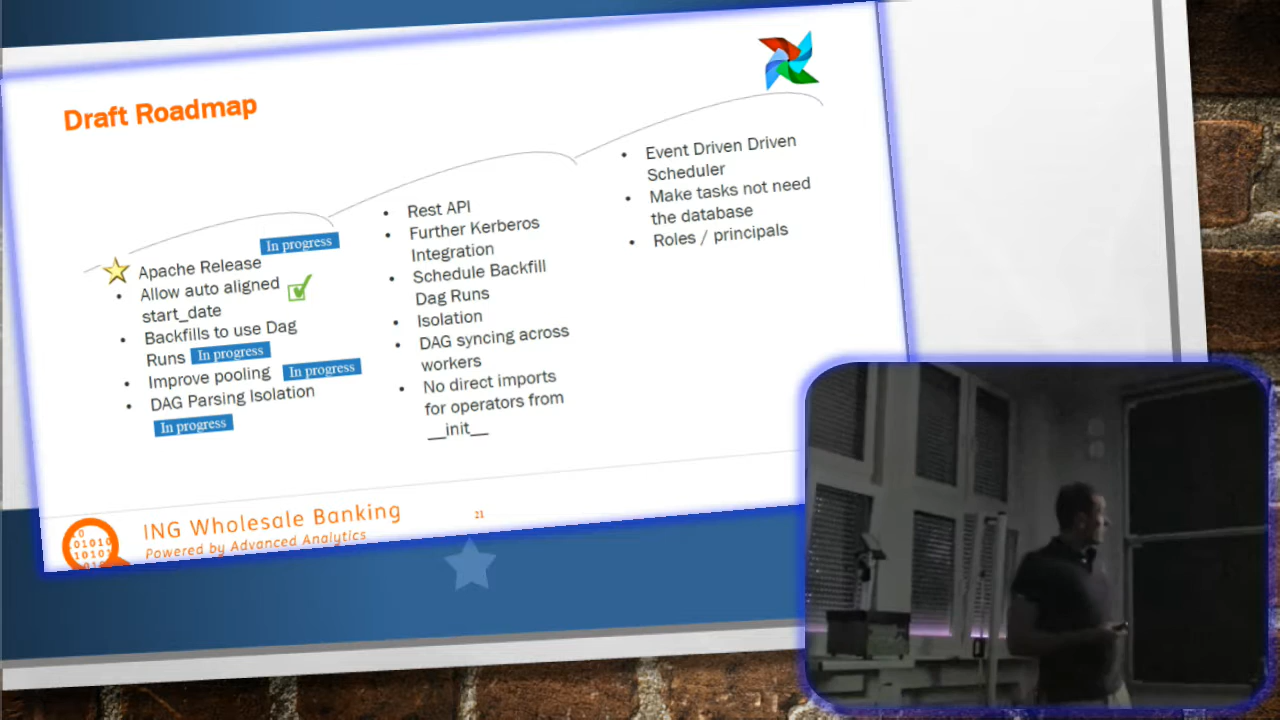 Draft Roadmap
In progress
Apache Release
Allow auto aligned
start_date
Backfills to use Dag
Runs In progress
Improve pooling In progress
DAG Parsing Isolation
In progress
Rest API
Further Kerberos
Integration
Schedule Backfill
Dag Runs
Isolation
DAG syncing across
workers
No direct imports
for operators from
__init__
Event Driven Driven
Scheduler
Make tasks not need
the database
Roles / principals
ING Wholesale Banking
Powered by Advanced Analytics
21